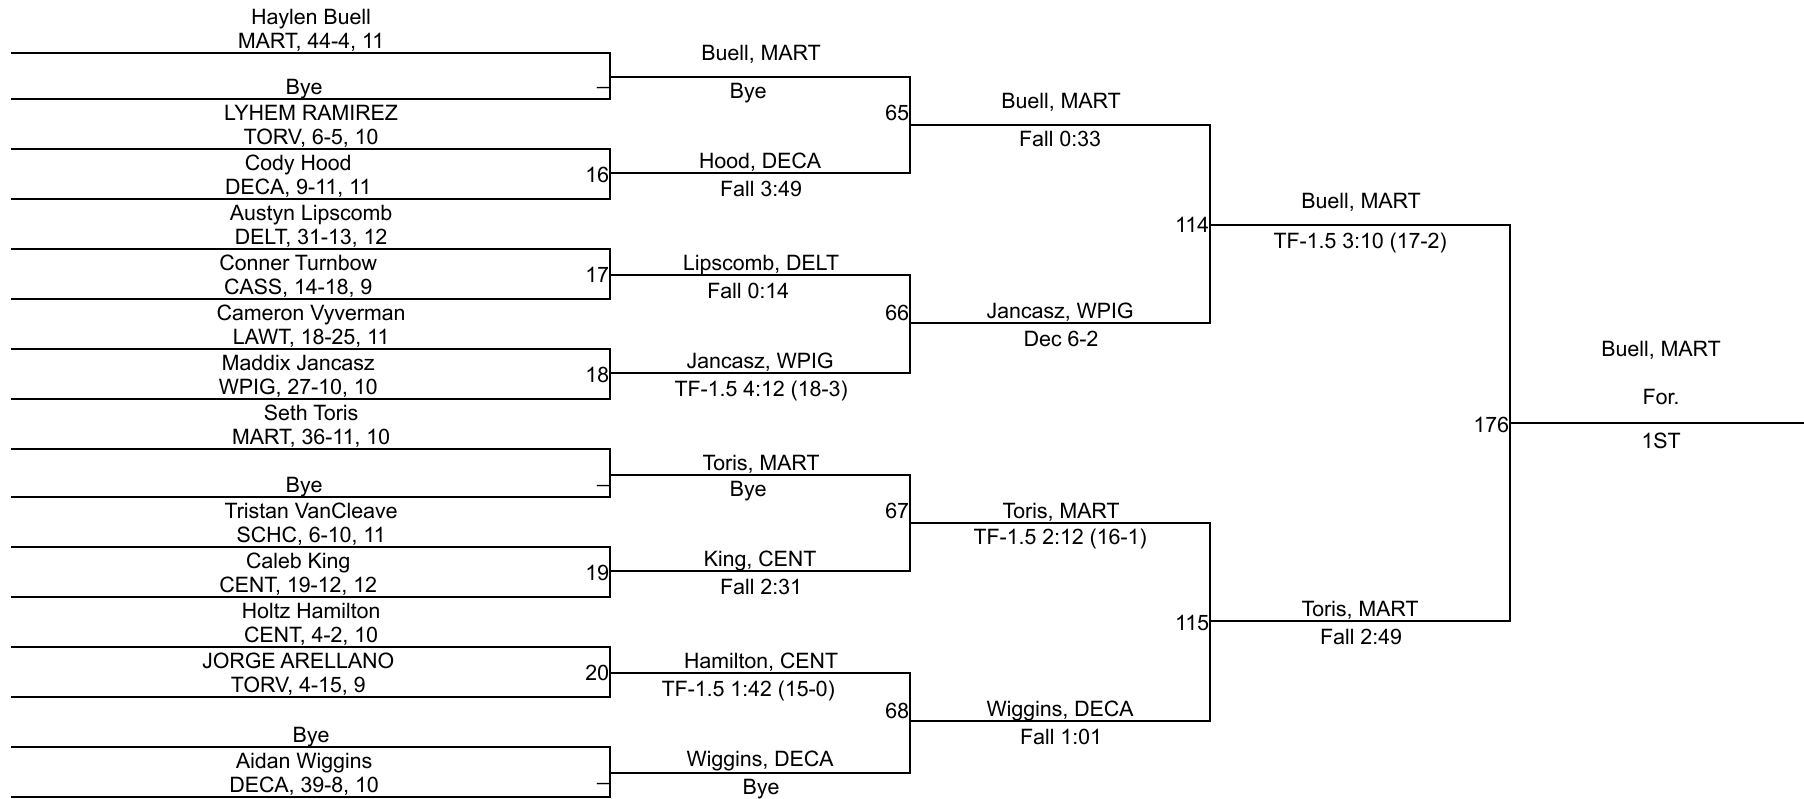 Haylen Buell
MART, 44-4, 11
Bye
–
LYHEM RAMIREZ
TORV, 6-5, 10
Cody Hood
DECA, 9-11, 11
16
Austyn Lipscomb
DELT, 31-13, 12
Conner Turnbow
CASS, 14-18, 9
17
Cameron Vyverman
LAWT, 18-25, 11
Maddix Jancasz
WPIG, 27-10, 10
18
Seth Toris
MART, 36-11, 10
Bye
–
Tristan VanCleave
SCHC, 6-10, 11
Caleb King
CENT, 19-12, 12
19
Holtz Hamilton
CENT, 4-2, 10
JORGE ARELLANO
TORV, 4-15, 9
20
Bye
Aidan Wiggins
DECA, 39-8, 10
–
Buell, MART
Bye
65
Hood, DECA
Fall 3:49
Lipscomb, DELT
Fall 0:14
66
Jancasz, WPIG
TF-1.5 4:12 (18-3)
Toris, MART
Bye
67
King, CENT
Fall 2:31
Hamilton, CENT
TF-1.5 1:42 (15-0)
68
Wiggins, DECA
Bye
Buell, MART
Fall 0:33
114
Jancasz, WPIG
Dec 6-2
Toris, MART
TF-1.5 2:12 (16-1)
115
Wiggins, DECA
Fall 1:01
Buell, MART
TF-1.5 3:10 (17-2)
176
Toris, MART
Fall 2:49
Buell, MART
For.
1ST